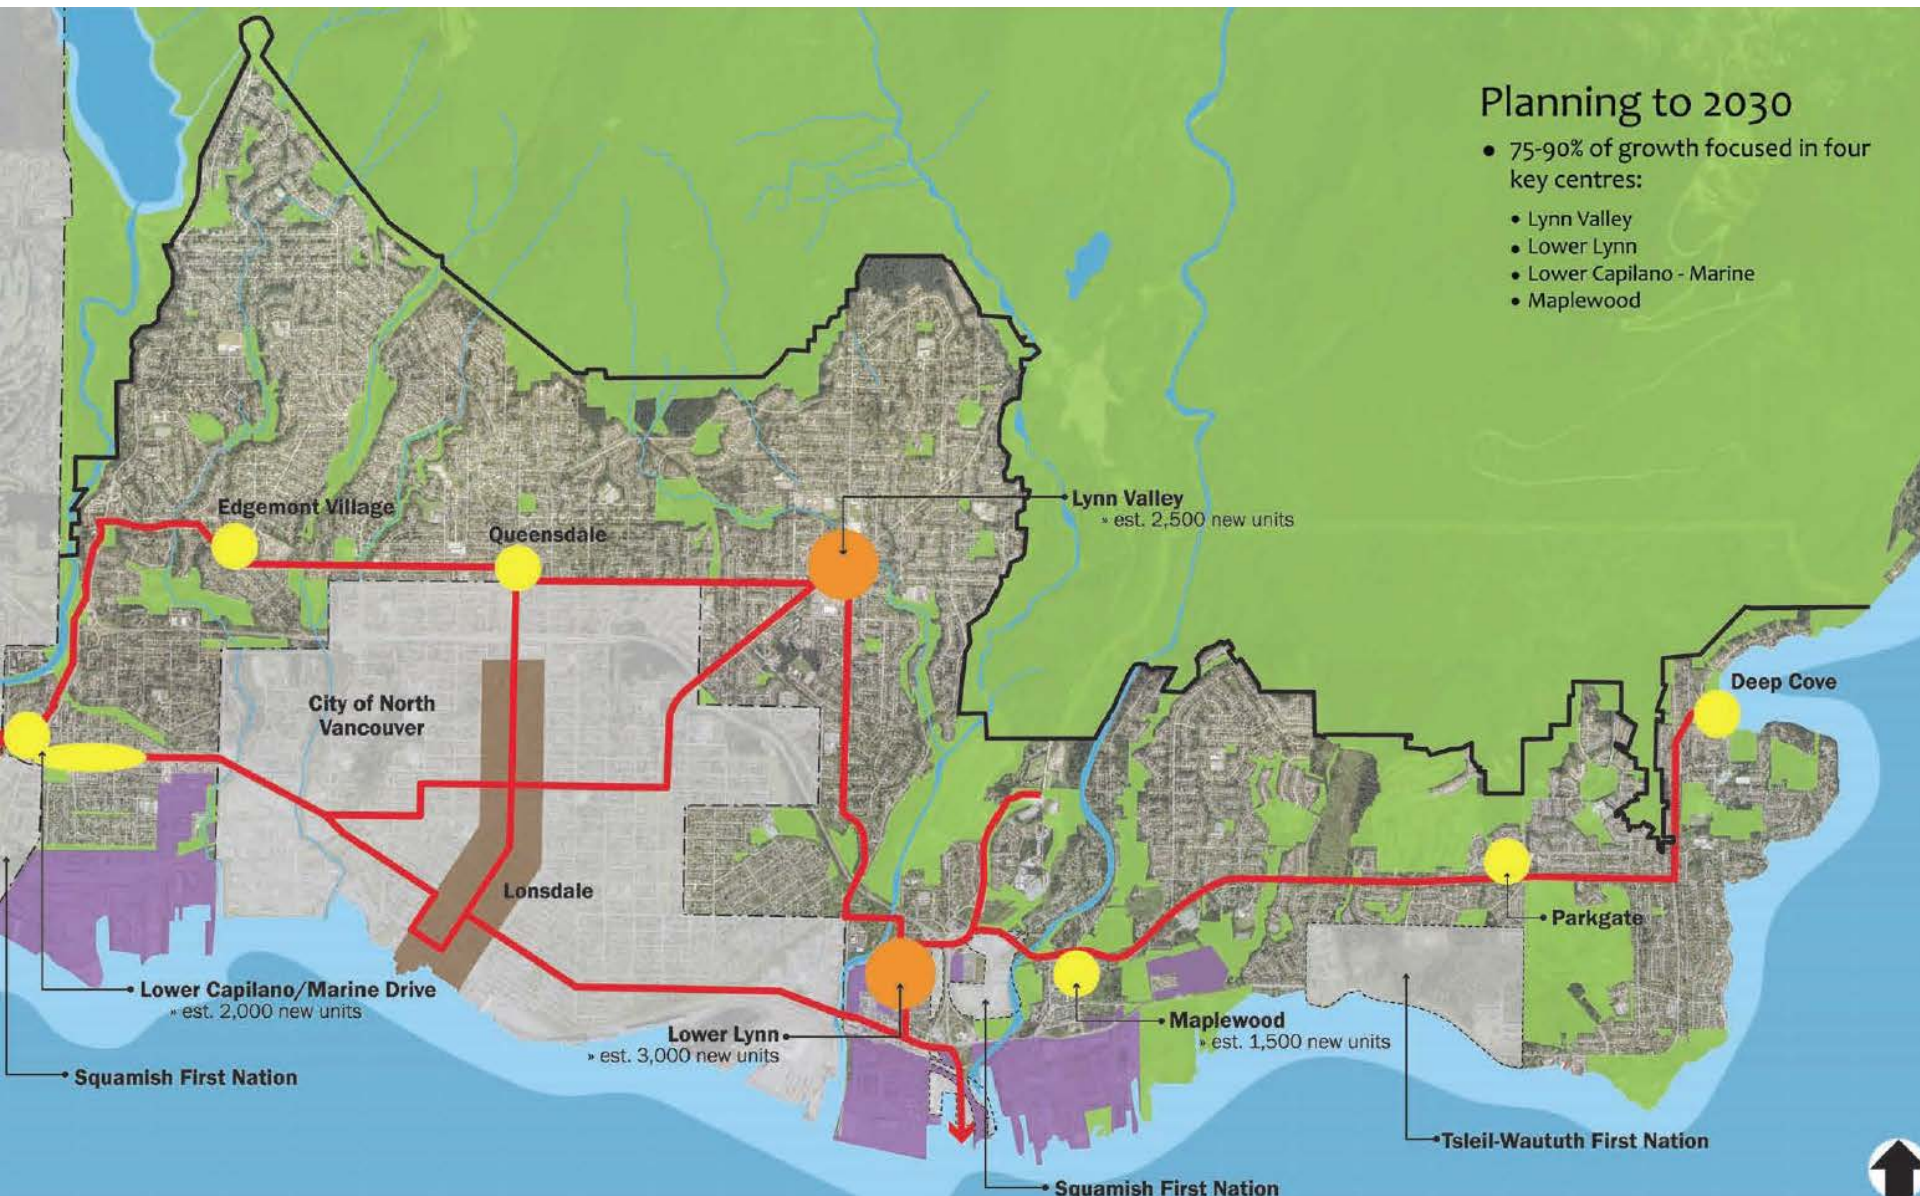 Planning to 2030
• 75-90% of growth focused in four
key centres:
• Lynn Valley
• Lower Lynn
• Lower Capilano - Marine
• Maplewood
Edgemont Village
Queensdale
Lynn Valley
» est. 2,500 new units
City of North
Vancouver
Deep Cove
Lonsdale
Parkgate
Lower Capilano/Marine Drive
» est. 2,000 new units
Lower Lynn
» est. 3,000 new units
Maplewood
» est. 1,500 new units
Squamish First Nation
Tsleil-Waututh First Nation
Squamish First Nation